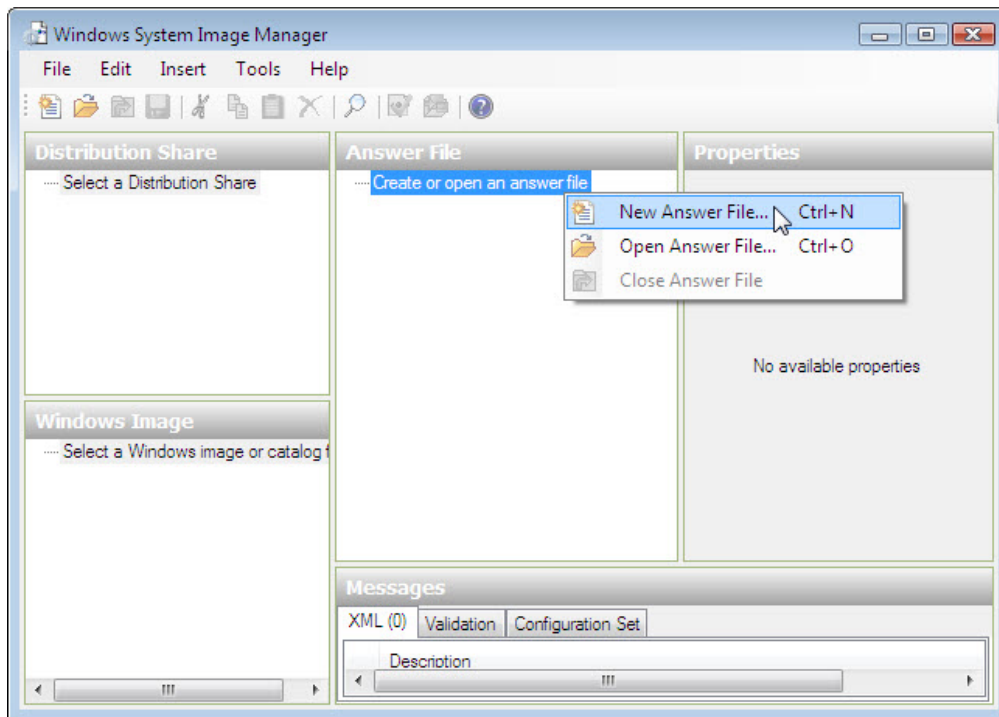 Windows System Image Manager
File Edit Insert Tools Help
Distribution Share
Select a Distribution Share
Answer File
Create or open an answer file
New Answer File... Ctrl+N
Open Answer File... Ctrl+O
Close Answer File
Properties
No available properties
Windows Image
Select a Windows image or catalog f
Messages
XML (0) Validation Configuration Set
Description